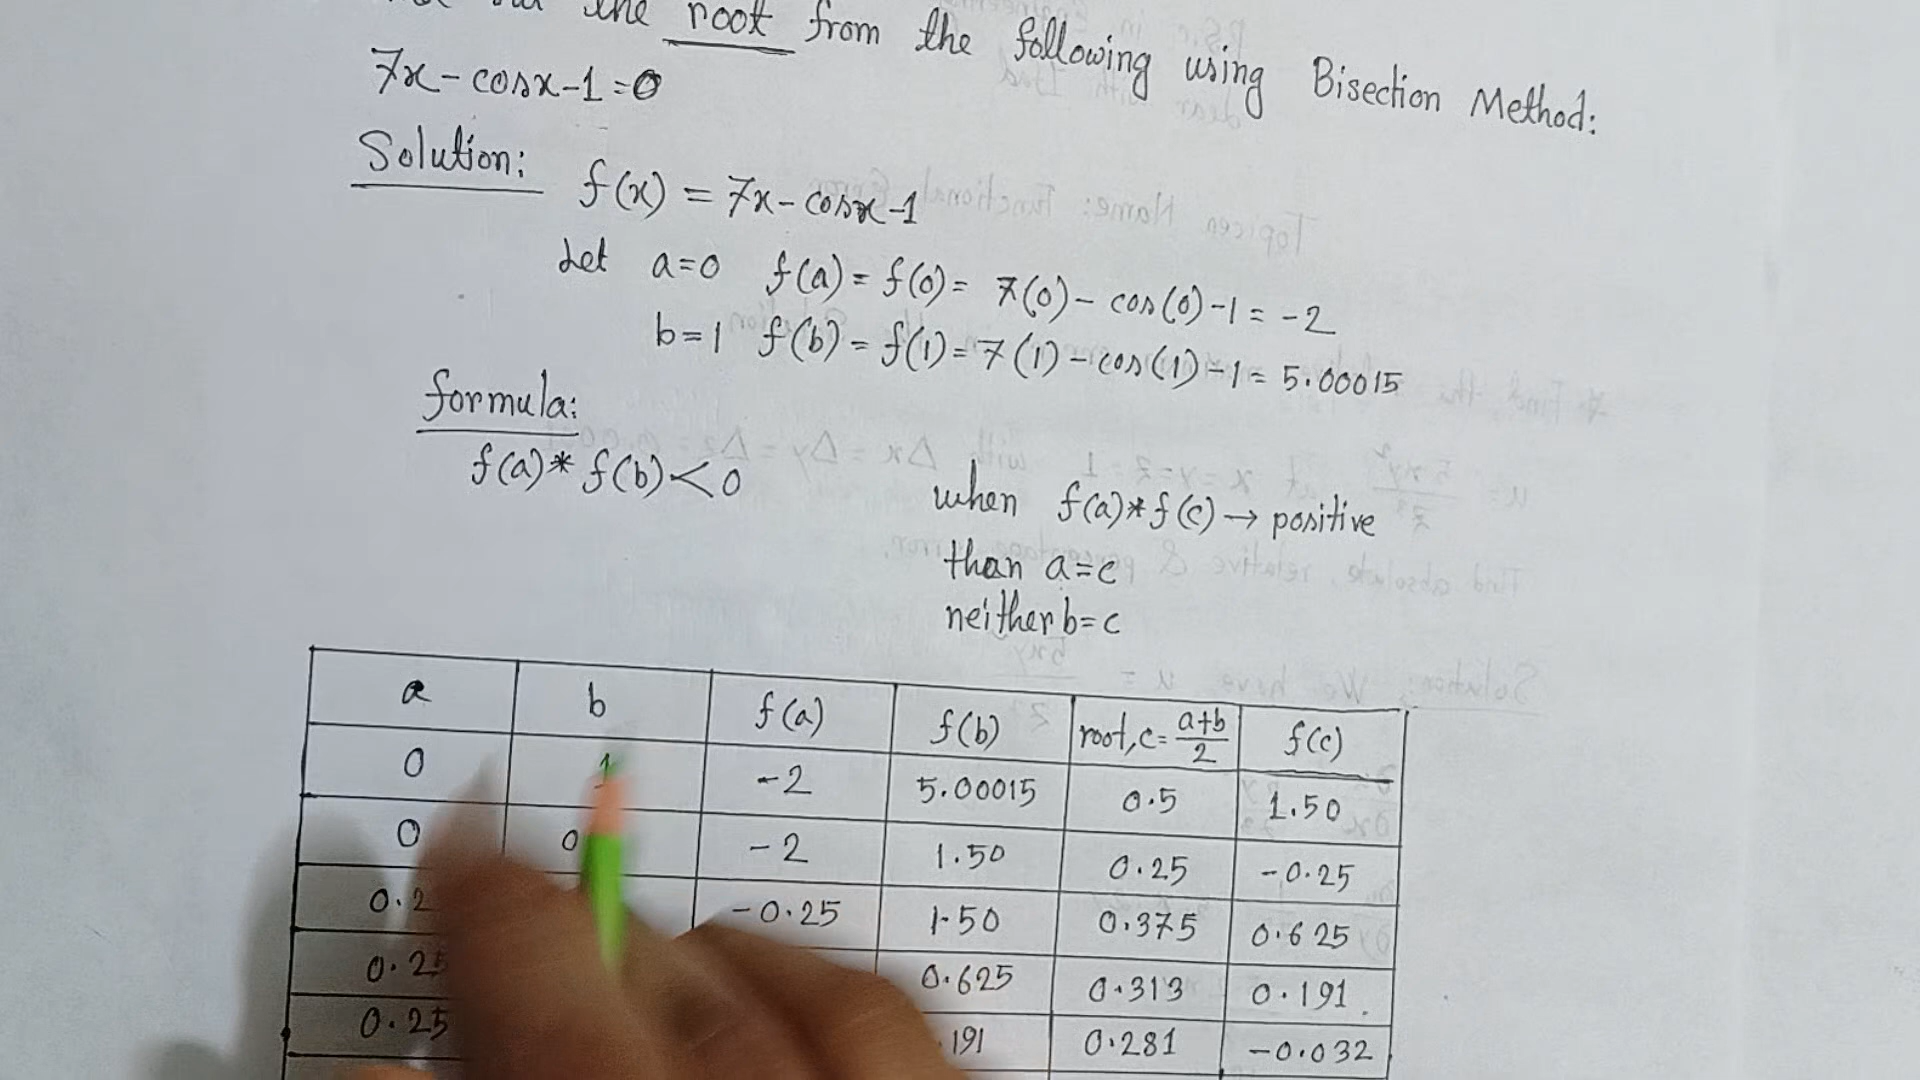 the root from the following using Bisection Method:
7x - cosx - 1 = 0
Solution: f(x) = 7x - cosx - 1
Let a=0 f(a) = f(0) = 7(0) - cos(0) - 1 = -2
b=1 f(b) = f(1) = 7(1) - cos(1) - 1 = 5.00015
formula:
f(a)* f(b) < 0
when f(a)*f(c) → positive
than a=c
neither b=c
a b f(a) f(b) root, c= a+b/2 f(c)
0 1 -2 5.00015 0.5 1.50
0 0 -2 1.50 0.25 -0.25
0.2 -0.25 1.50 0.375 0.625
0.25 0.625 0.313 0.191
0.25 .191 0.281 -0.032